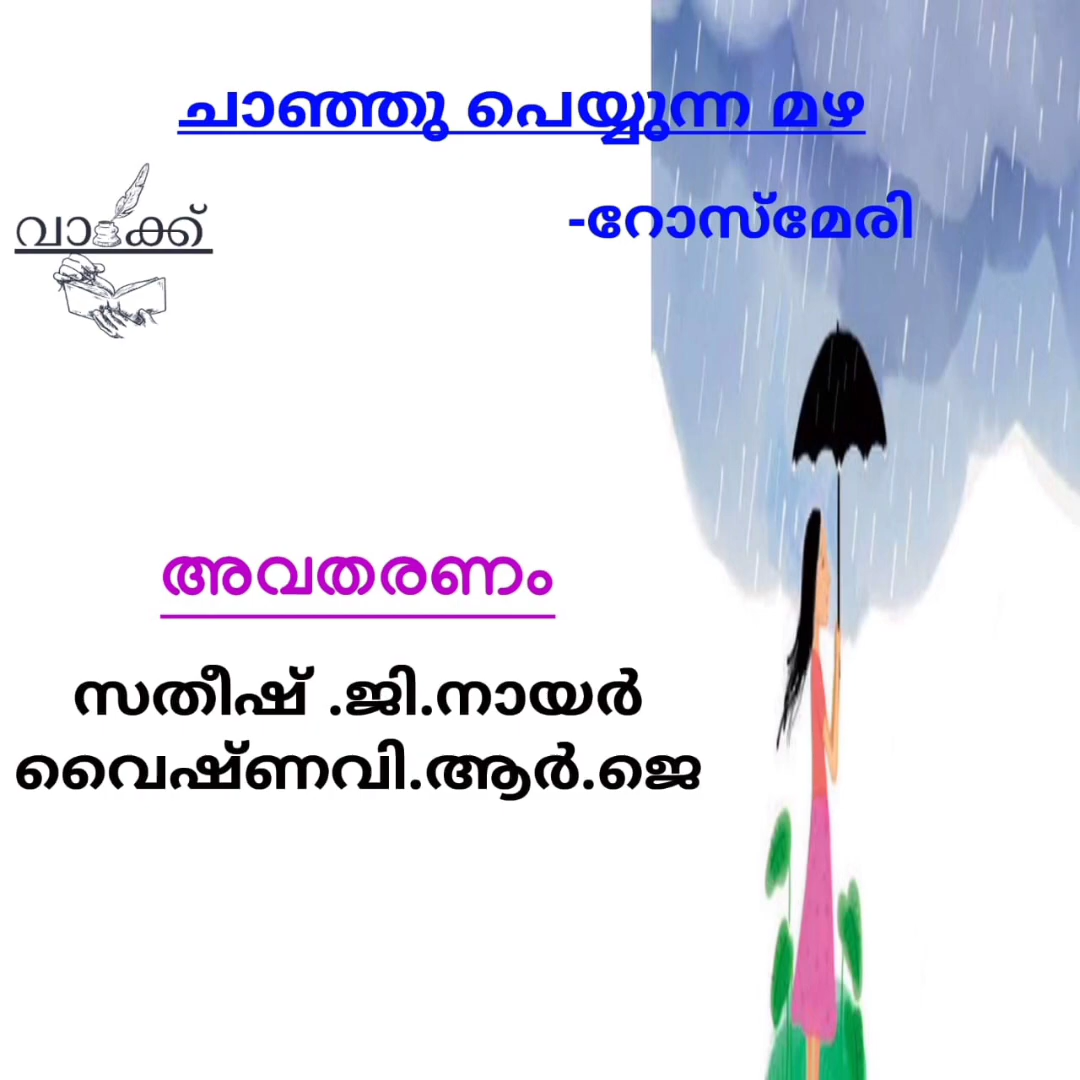 ചാഞ്ഞു പെയ്യുന്ന മഴ
-റോസ്മേരി
വാക്ക്
അവതരണം
സതീഷ് .ജി.നായർ
വൈഷ്ണവി.ആർ.ജെ